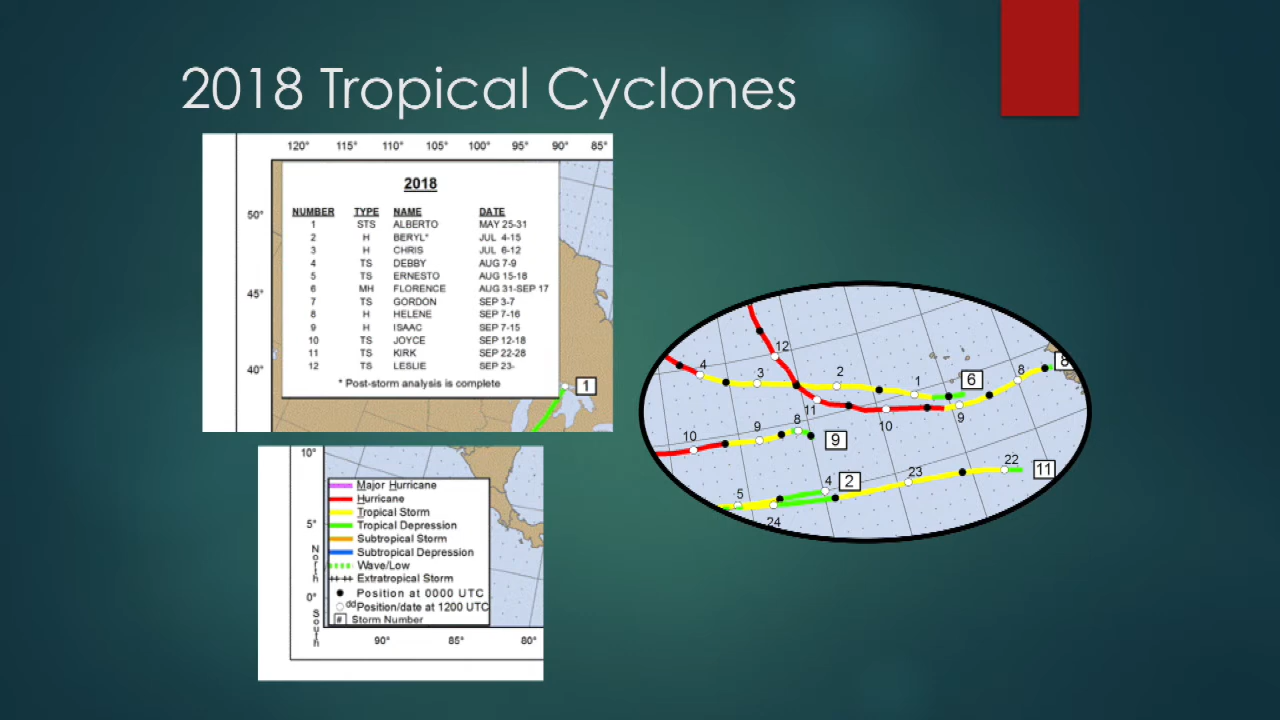 2018 Tropical Cyclones
120° 115° 110° 105° 100° 95° 90° 85°
50°
45°
40°
2018
NUMBER TYPE NAME DATE
1 STS ALBERTO MAY 25-31
2 H BERYL* JUL 4-15
3 H CHRIS JUL 6-12
4 TS DEBBY AUG 7-9
5 TS ERNESTO AUG 15-18
6 MH FLORENCE AUG 31-SEP 17
7 TS GORDON SEP 3-7
8 H HELENE SEP 7-16
9 H ISAAC SEP 7-15
10 TS JOYCE SEP 12-18
11 TS KIRK SEP 22-28
12 TS LESLIE SEP 23-
* Post-storm analysis is complete
1
10°
5°
0°
North
South
Major Hurricane
Hurricane
Tropical Storm
Tropical Depression
Subtropical Storm
Subtropical Depression
Wave/Low
Extratropical Storm
Position at 0000 UTC
dd Position/date at 1200 UTC
# Storm Number
90° 85° 80°
12
4 3 2 1 6 8 8
11 10 9
10 9 8 9
5 4 2 23 22 11
24